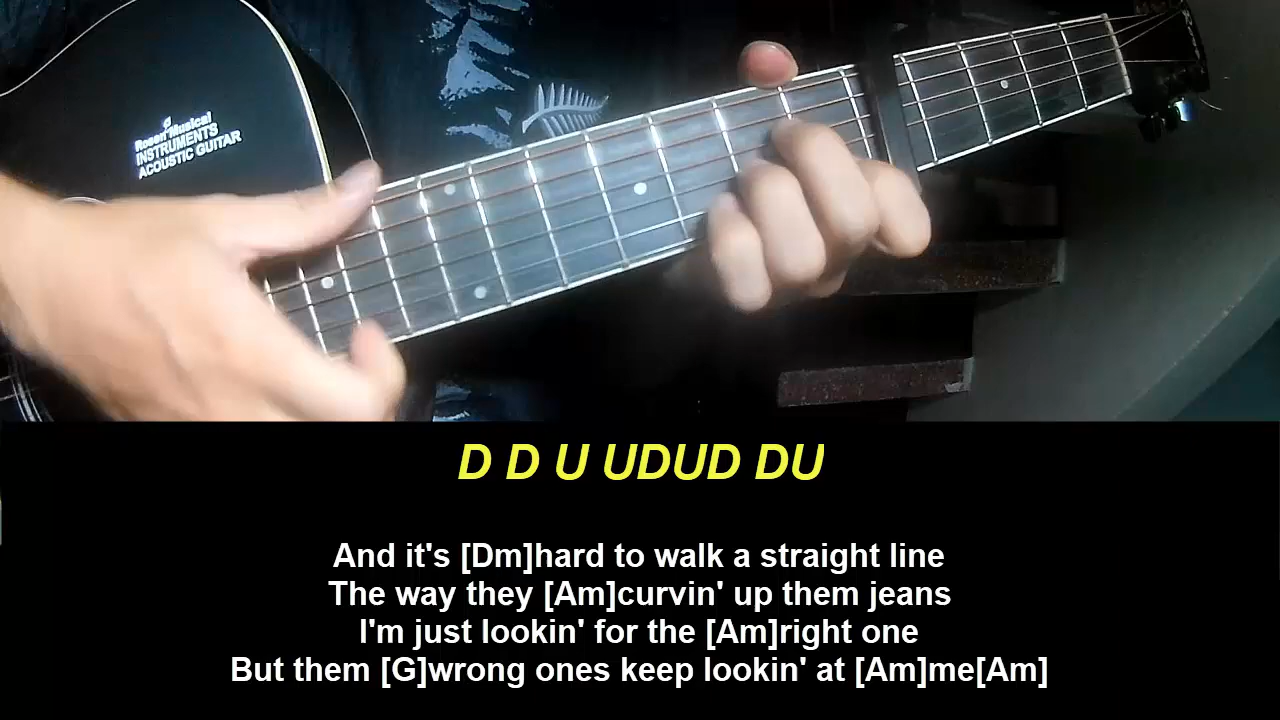 Rosen Musical
INSTRUMENTS
ACOUSTIC GUITAR
D D U UDUD DU
And it's [Dm]hard to walk a straight line
The way they [Am]curvin' up them jeans
I'm just lookin' for the [Am]right one
But them [G]wrong ones keep lookin' at [Am]me[Am]